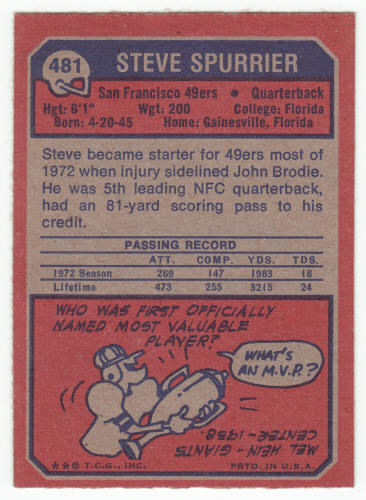 481
STEVE SPURRIER
San Francisco 49ers • Quarterback
Hgt: 6'1" Wgt: 200 College: Florida
Born: 4-20-45 Home: Gainesville, Florida
Steve became starter for 49ers most of
1972 when injury sidelined John Brodie.
He was 5th leading NFC quarterback,
had an 81-yard scoring pass to his
credit.
PASSING RECORD
ATT. COMP. YDS. TDS.
1972 Season 269 147 1983 18
Lifetime 473 255 3215 24
WHO WAS FIRST OFFICIALLY
NAMED MOST VALUABLE
PLAYER?
WHAT'S
AN M.V.P.?
MEL HEIN - GIANTS
CENTER - 1938.
**© T.C.G., INC. PRTD. IN U.S.A.